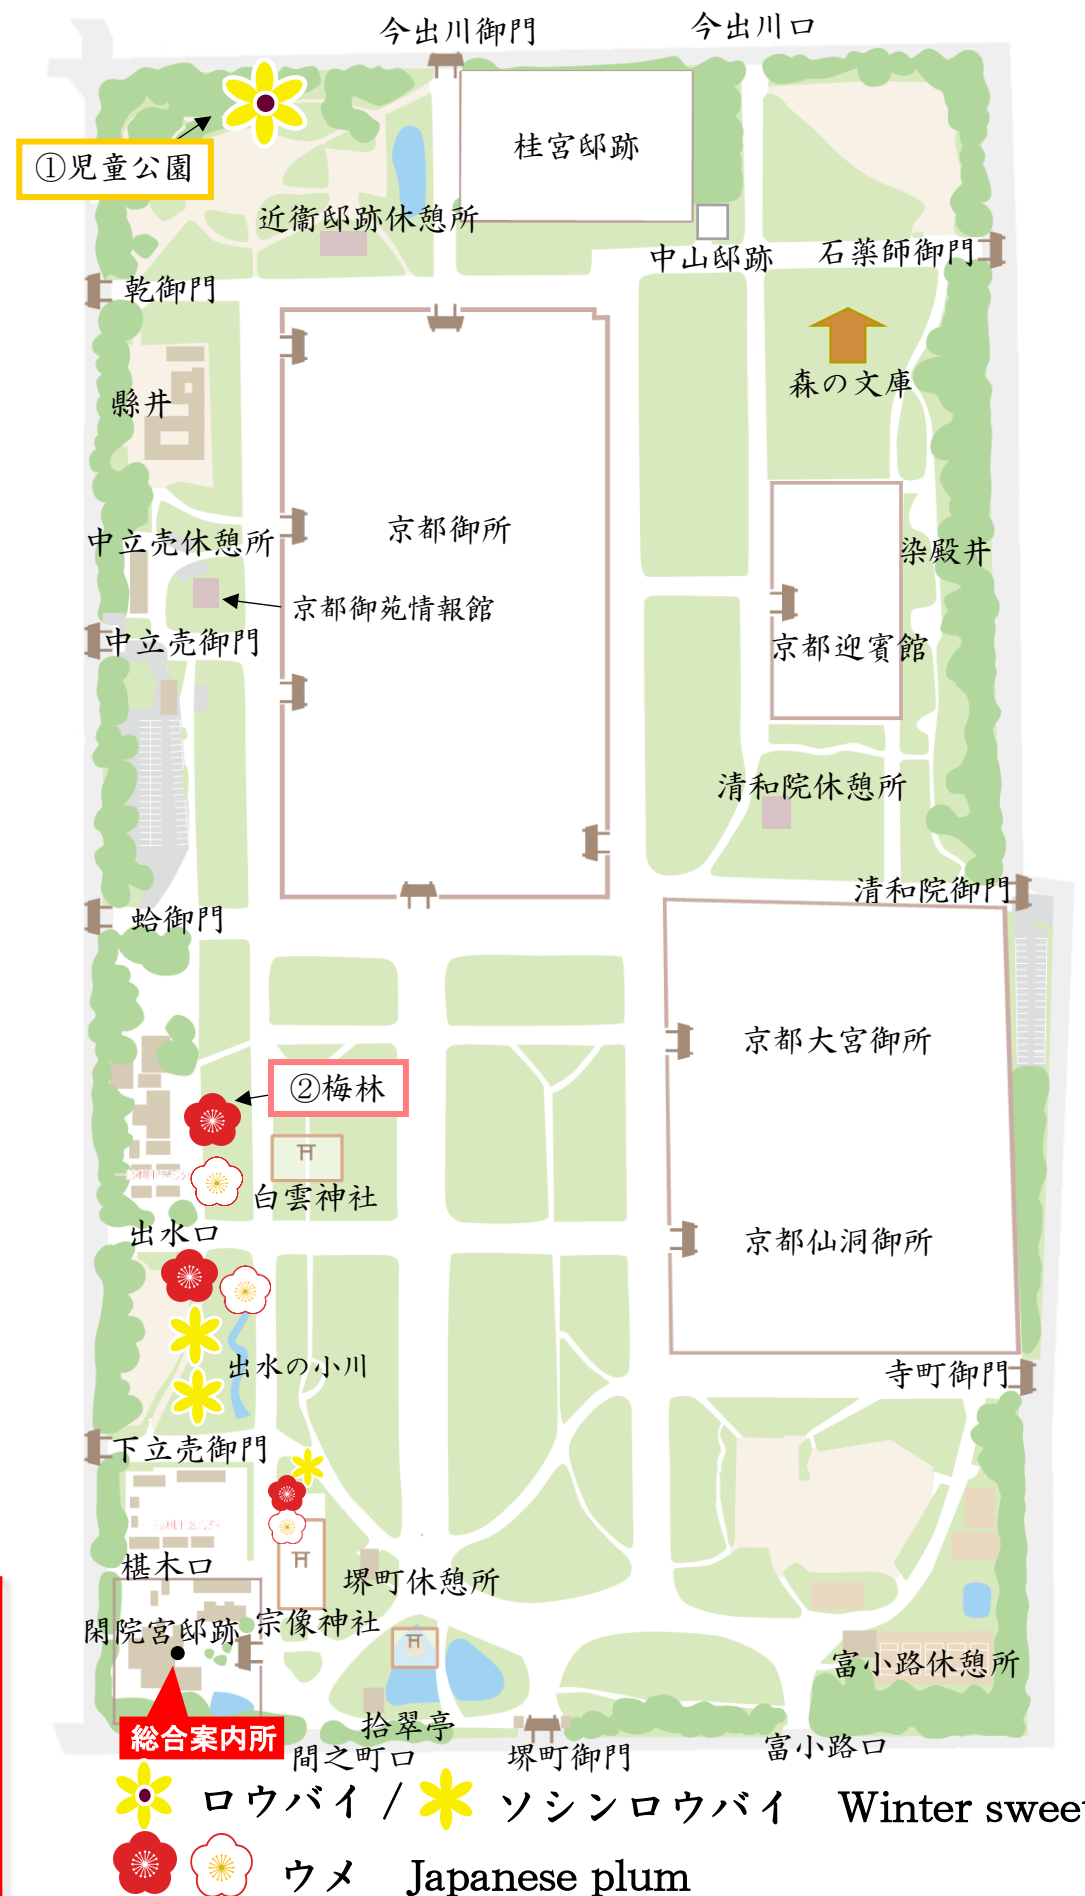 今出川御門
今出川口
桂宮邸跡
①児童公園
近衞邸跡休憩所
中山邸跡
石薬師御門
乾御門
縣井
森の文庫
京都御所
中立売休憩所
染殿井
京都御苑情報館
中立売御門
京都迎賓館
清和院休憩所
清和院御門
蛤御門
京都大宮御所
②梅林
白雲神社
出水口
京都仙洞御所
出水の小川
寺町御門
下立売御門
椹木口
堺町休憩所
宗像神社
閑院宮邸跡
富小路休憩所
総合案内所
拾翠亭
間之町口
堺町御門
富小路口
ロウバイ / ソシンロウバイ Winter sweet
ウメ Japanese plum